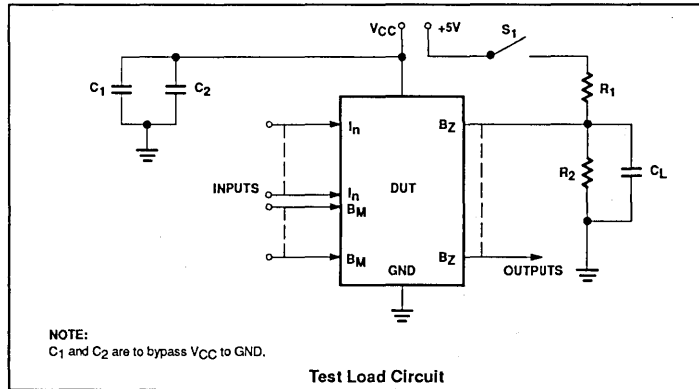 VCC +5V S1
C1 C2 R1
In BZ
R2 CL
INPUTS DUT
In
BM
BM BZ
GND OUTPUTS
NOTE:
C1 and C2 are to bypass VCC to GND.
Test Load Circuit